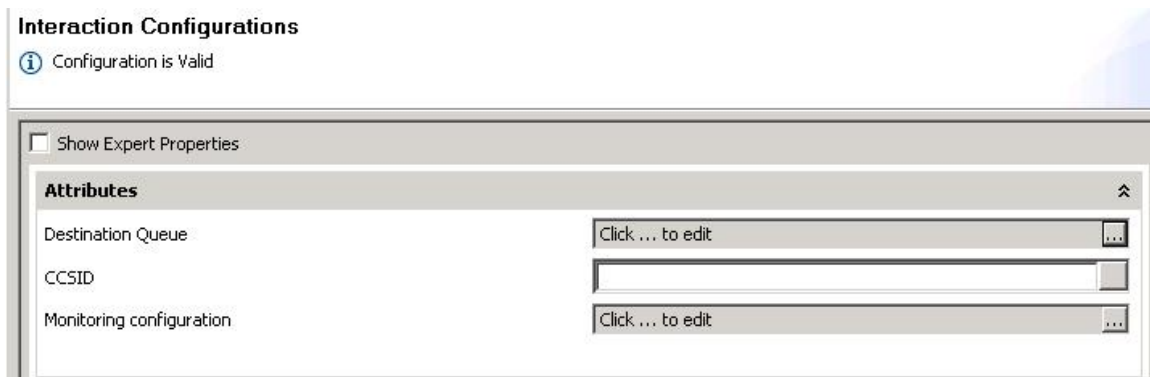 Interaction Configurations
Configuration is Valid
Show Expert Properties
Attributes
Destination Queue Click ... to edit ...
CCSID
Monitoring configuration Click ... to edit ...